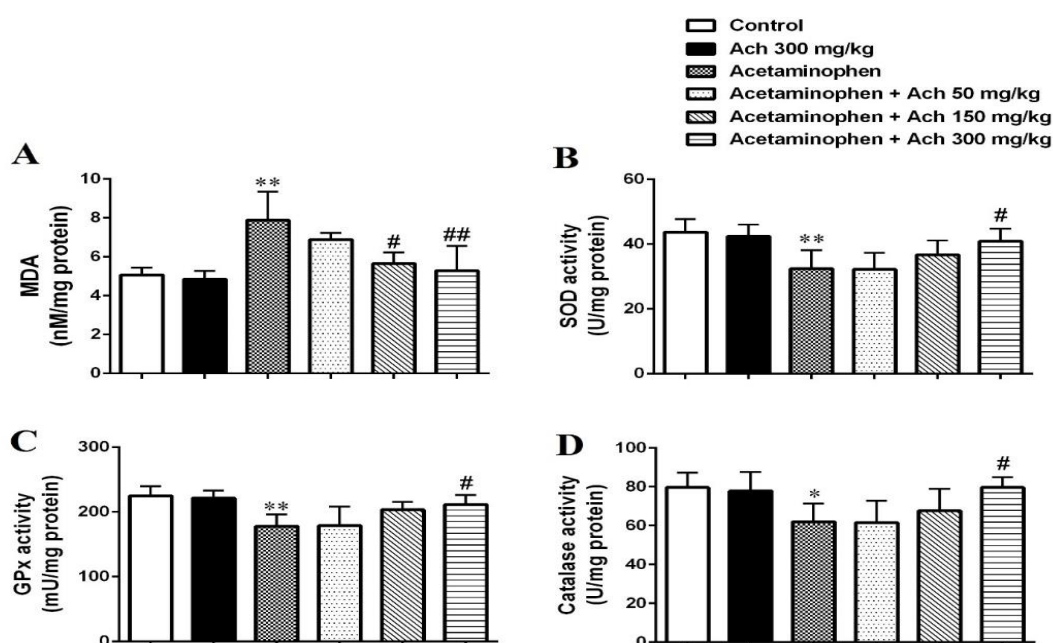 Control
Ach 300 mg/kg
Acetaminophen
Acetaminophen + Ach 50 mg/kg
Acetaminophen + Ach 150 mg/kg
Acetaminophen + Ach 300 mg/kg
A
MDA
(nM/mg protein)
10
8
6
4
2
0
**
#
##
B
SOD activity
(U/mg protein)
60
40
20
0
**
#
C
GPx activity
(mU/mg protein)
300
200
100
0
**
#
D
Catalase activity
(U/mg protein)
100
80
60
40
20
0
*
#